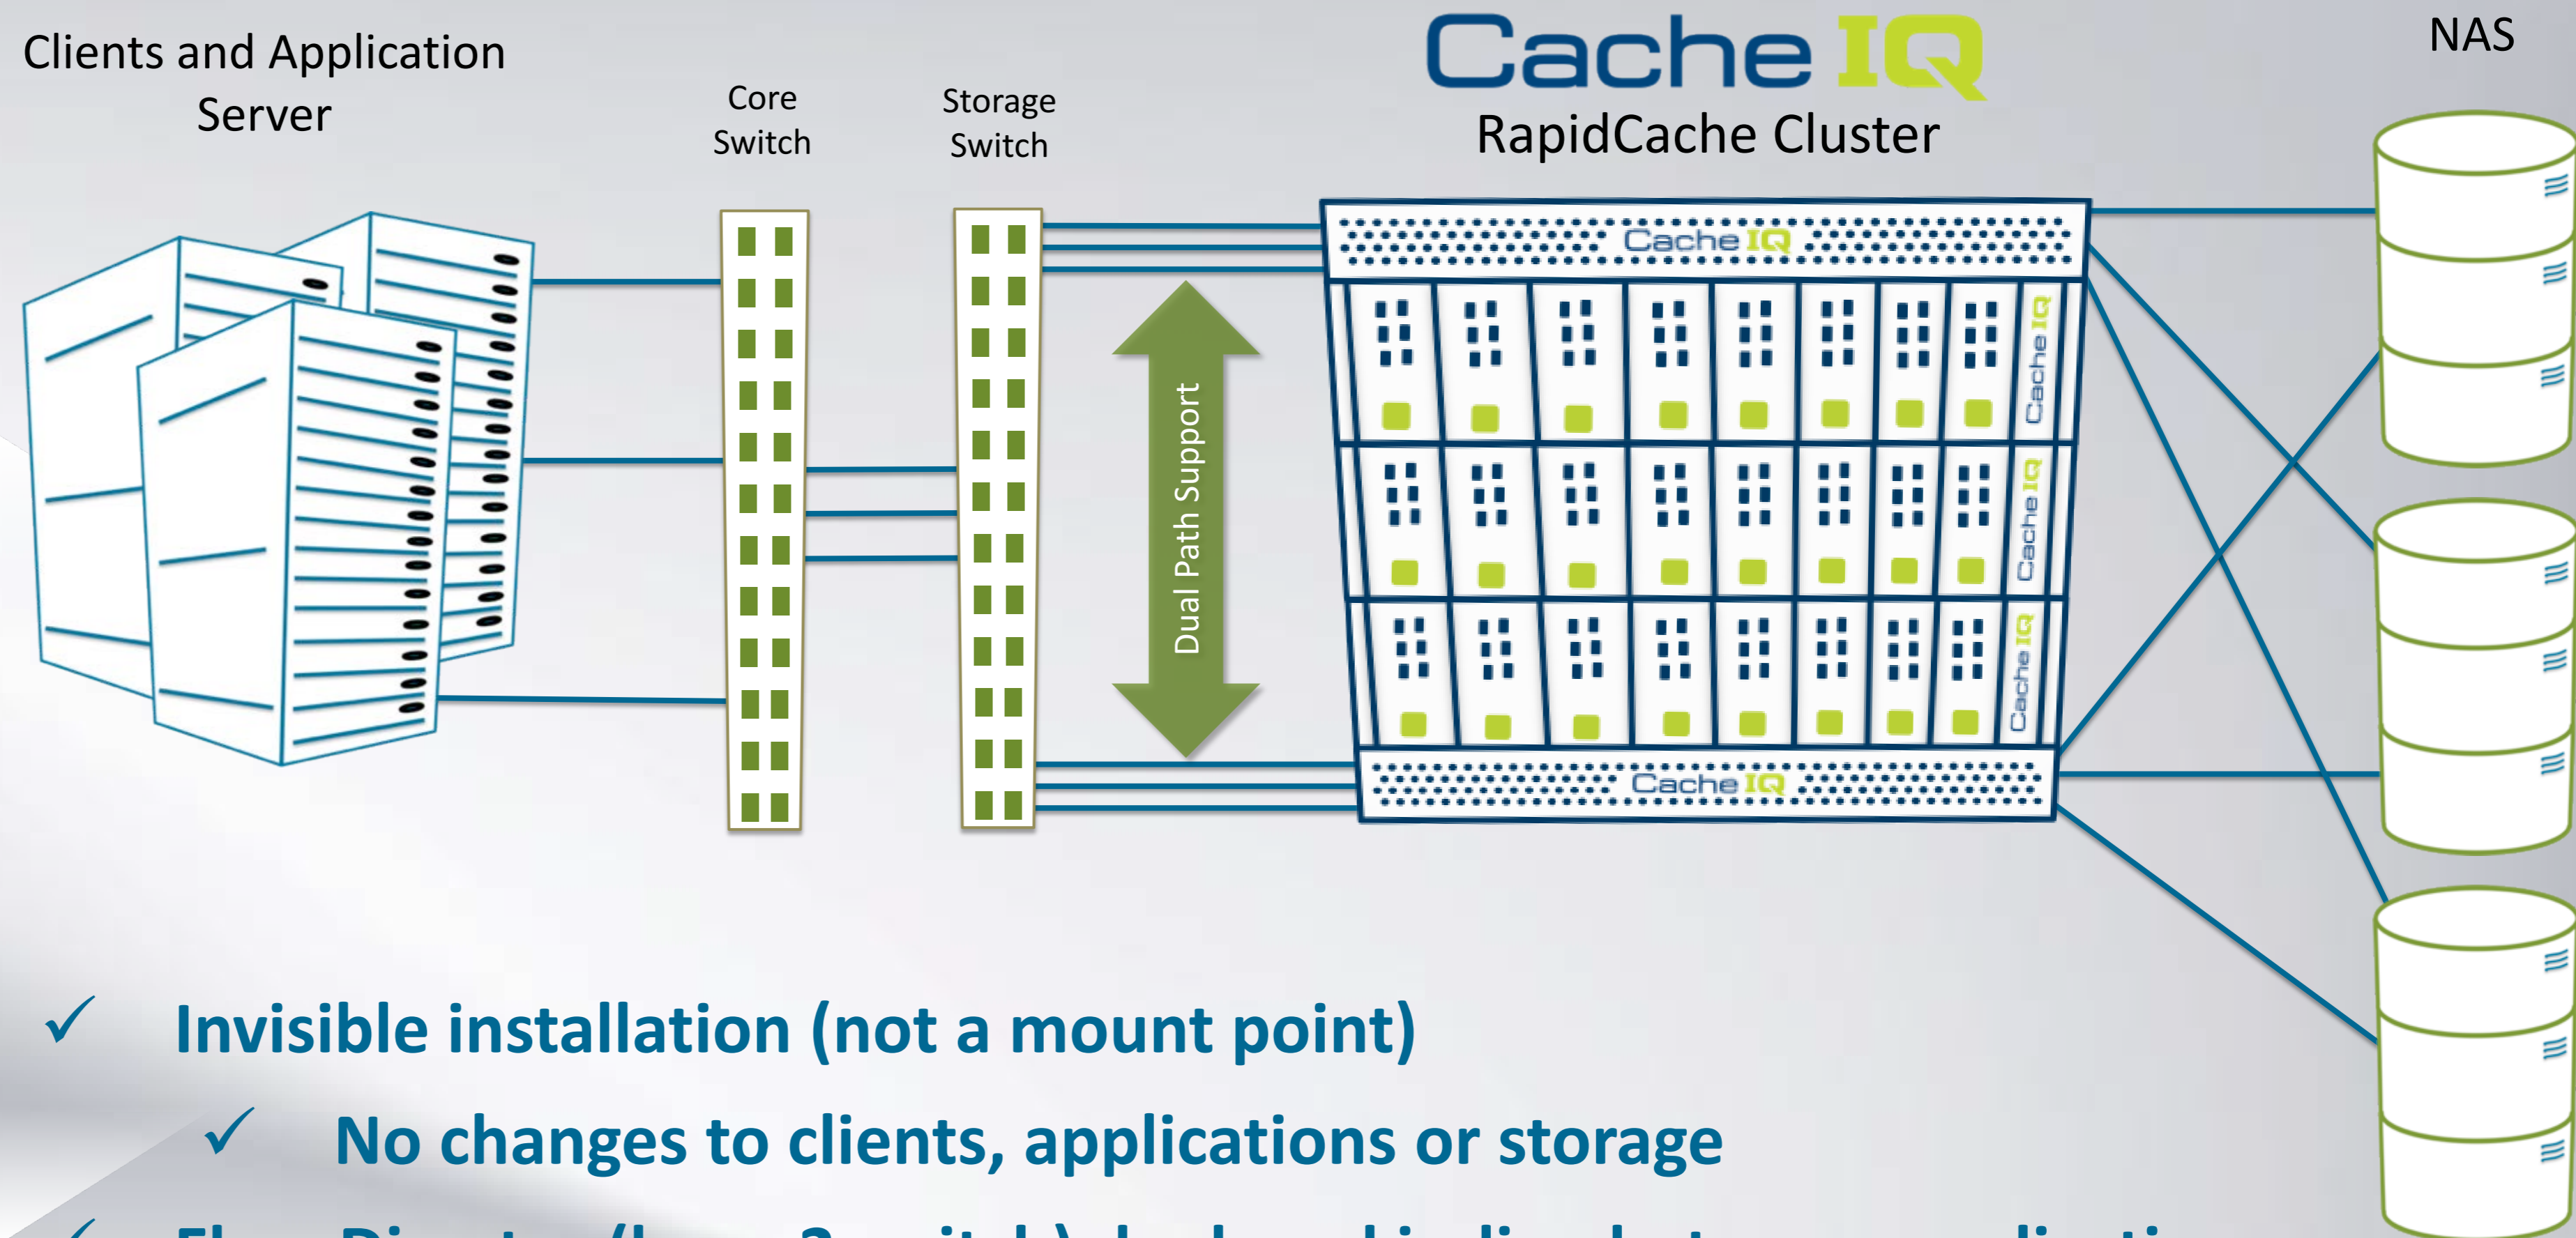 Clients and Application
Server
Core
Switch
Storage
Switch
Cache IQ
RapidCache Cluster
NAS
Cache IQ
Dual Path Support
Cache IQ
Cache IQ
Cache IQ
Cache IQ
✓ Invisible installation (not a mount point)
✓ No changes to clients, applications or storage